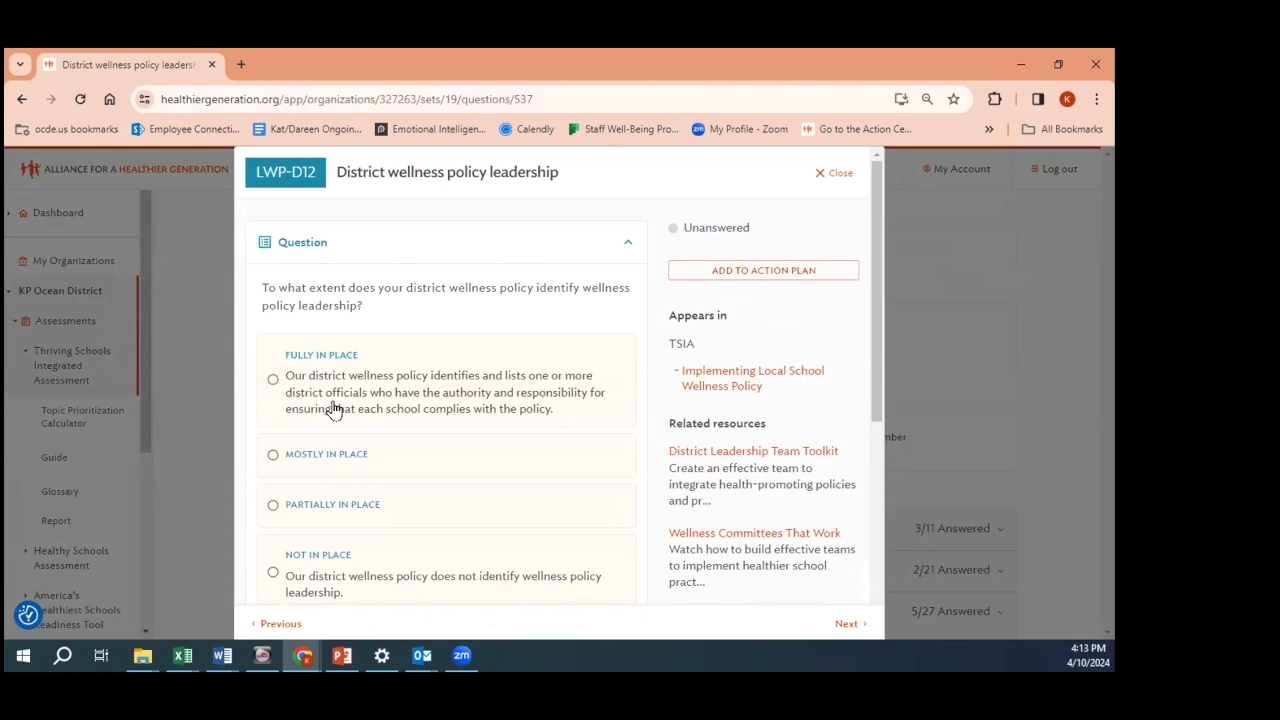 District wellness policy leadersh
healthiergeneration.org/app/organizations/327263/sets/19/questions/537
K
ocde.us bookmarks
Employee Connecti...
Kat/Dareen Ongoin...
Emotional Intelligen...
Calendly
Staff Well-Being Pro...
My Profile - Zoom
Go to the Action Ce...
»
All Bookmarks
ALLIANCE FOR A HEALTHIER GENERATION
My Account
Log out
Dashboard
My Organizations
KP Ocean District
Assessments
Thriving Schools
Integrated
Assessment
Topic Prioritization
Calculator
Guide
Glossary
Report
Healthy Schools
Assessment
America's
Healthiest Schools
Readiness Tool
LWP-D12
District wellness policy leadership
Close
Question
To what extent does your district wellness policy identify wellness
policy leadership?
FULLY IN PLACE
Our district wellness policy identifies and lists one or more
district officials who have the authority and responsibility for
ensuring that each school complies with the policy.
MOSTLY IN PLACE
PARTIALLY IN PLACE
NOT IN PLACE
Our district wellness policy does not identify wellness policy
leadership.
Previous
Next
Unanswered
ADD TO ACTION PLAN
Appears in
TSIA
- Implementing Local School
Wellness Policy
Related resources
District Leadership Team Toolkit
Create an effective team to
integrate health-promoting policies
and pr...
Wellness Committees That Work
Watch how to build effective teams
to implement healthier school
pract...
mber
3/11 Answered
2/21 Answered
5/27 Answered
zm
4:13 PM
4/10/2024